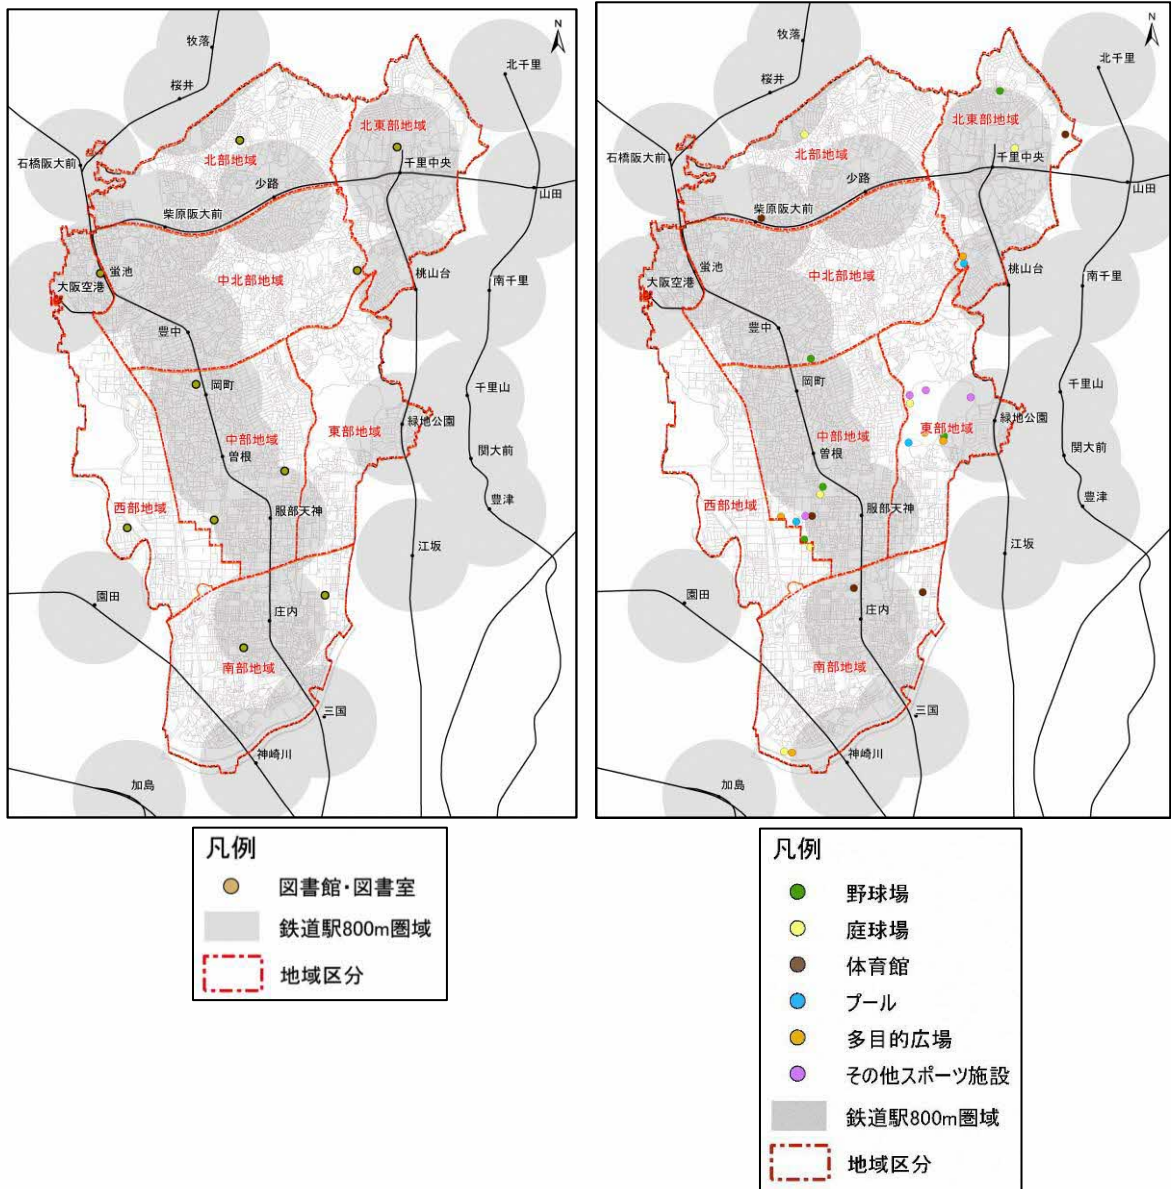 N
牧落
北千里
桜井
北東部地域
石橋阪大前
北部地域
千里中央
少路
山田
柴原阪大前
蛍池
桃山台
南千里
大阪空港
中北部地域
豊中
岡町
千里山
緑地公園
中部地域
東部地域
曽根
関大前
豊津
西部地域
服部天神
江坂
園田
庄内
南部地域
三国
神崎川
加島
凡例
図書館・図書室
鉄道駅800m圏域
地域区分
N
牧落
北千里
桜井
北東部地域
石橋阪大前
北部地域
千里中央
少路
山田
柴原阪大前
蛍池
桃山台
南千里
大阪空港
中北部地域
豊中
岡町
千里山
緑地公園
東部地域
中部地域
曽根
関大前
豊津
西部地域
服部天神
江坂
園田
庄内
南部地域
三国
神崎川
加島
凡例
野球場
庭球場
体育館
プール
多目的広場
その他スポーツ施設
鉄道駅800m圏域
地域区分